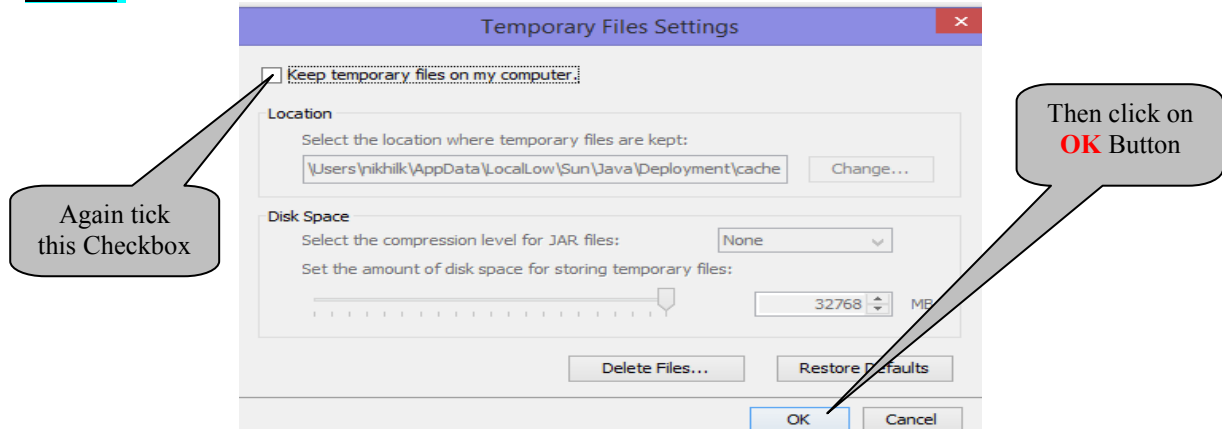 Temporary Files Settings
Keep temporary files on my computer.
Location
Select the location where temporary files are kept:
\Users\nikhilk\AppData\LocalLow\Sun\Java\Deployment\cache
Change...
Then click on
OK Button
Again tick
this Checkbox
Disk Space
Select the compression level for JAR files:
None
Set the amount of disk space for storing temporary files:
32768
MB
Delete Files...
Restore Defaults
OK
Cancel